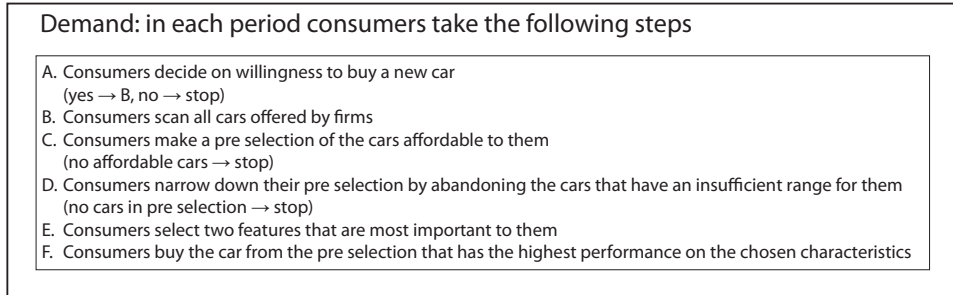 Demand: in each period consumers take the following steps
A. Consumers decide on willingness to buy a new car
(yes → B, no → stop)
B. Consumers scan all cars offered by firms
C. Consumers make a pre selection of the cars affordable to them
(no affordable cars → stop)
D. Consumers narrow down their pre selection by abandoning the cars that have an insufficient range for them
(no cars in pre selection → stop)
E. Consumers select two features that are most important to them
F. Consumers buy the car from the pre selection that has the highest performance on the chosen characteristics